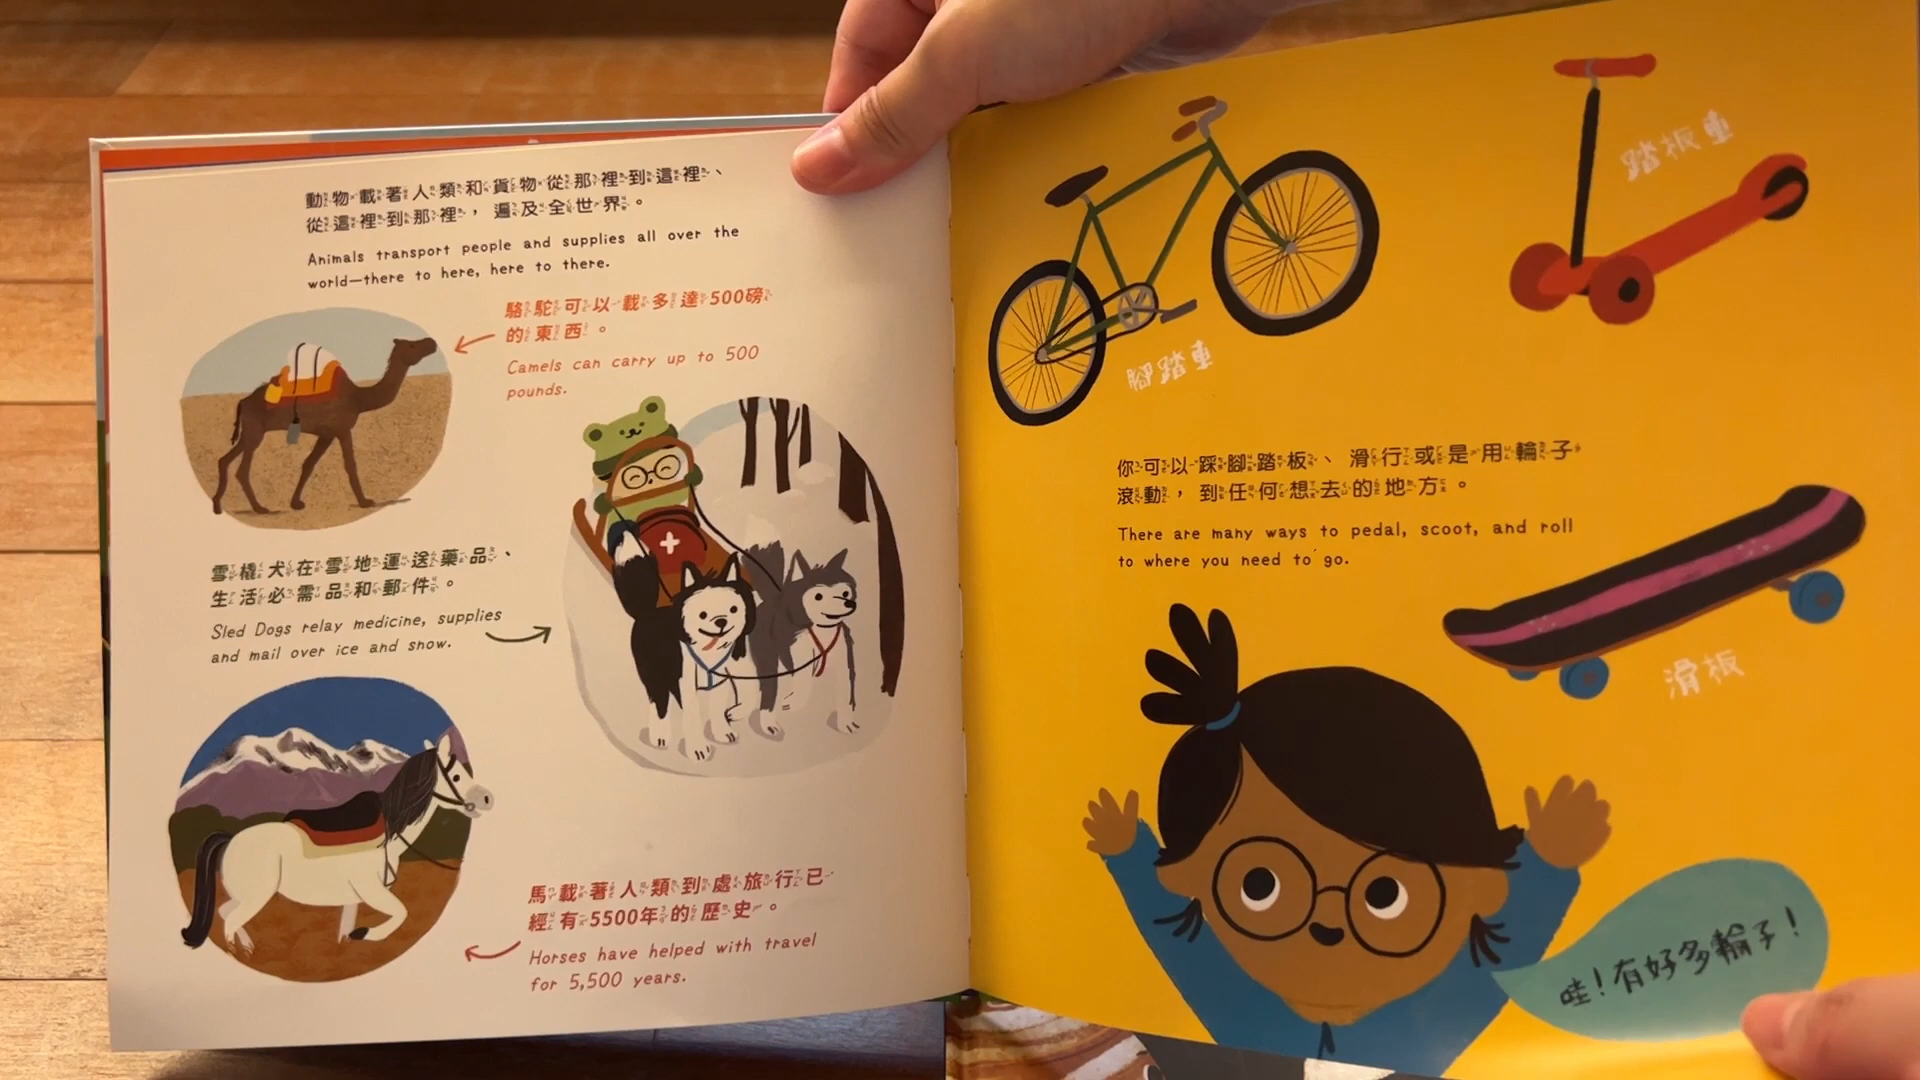 動物載著人類和貨物從那裡到這裡、
從這裡到那裡，遍及全世界。
Animals transport people and supplies all over the
world—there to here, here to there.
駱駝可以載多達500磅
的東西。
Camels can carry up to 500
pounds.
雪橇犬在雪地運送藥品、
生活必需品和郵件。
Sled Dogs relay medicine, supplies
and mail over ice and snow.
馬載著人類到處旅行已
經有5500年的歷史。
Horses have helped with travel
for 5,500 years.
踏板車
腳踏車
你可以踩腳踏板、滑行或是用輪子
滾動，到任何想去的地方。
There are many ways to pedal, scoot, and roll
to where you need to go.
滑板
哇！有好多輪子！